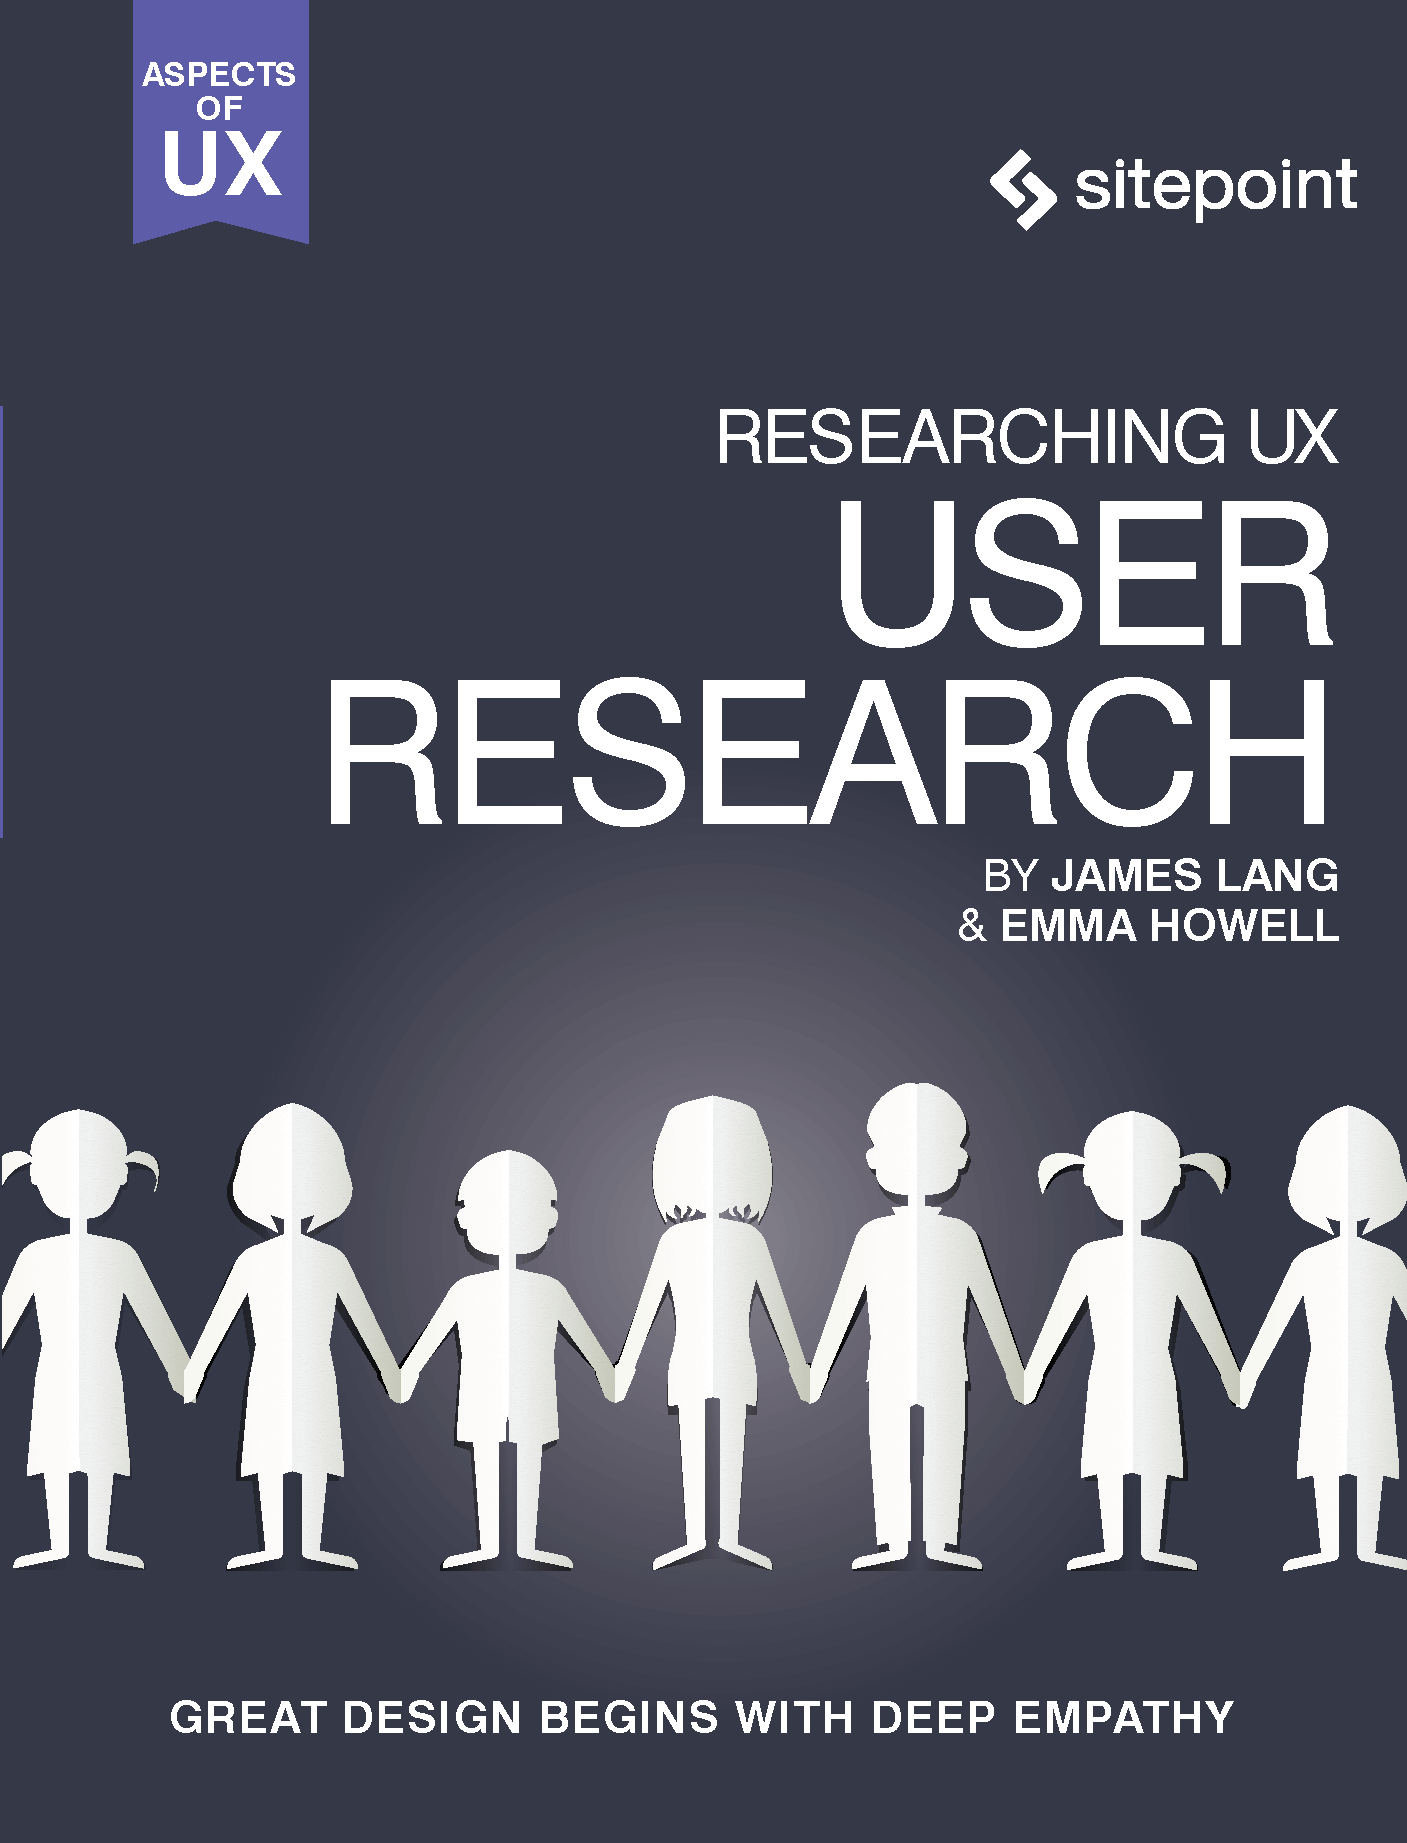 ASPECTS
OF
UX
sitepoint
RESEARCHING UX
USER
RESEARCH
BY JAMES LANG
& EMMA HOWELL
GREAT DESIGN BEGINS WITH DEEP EMPATHY